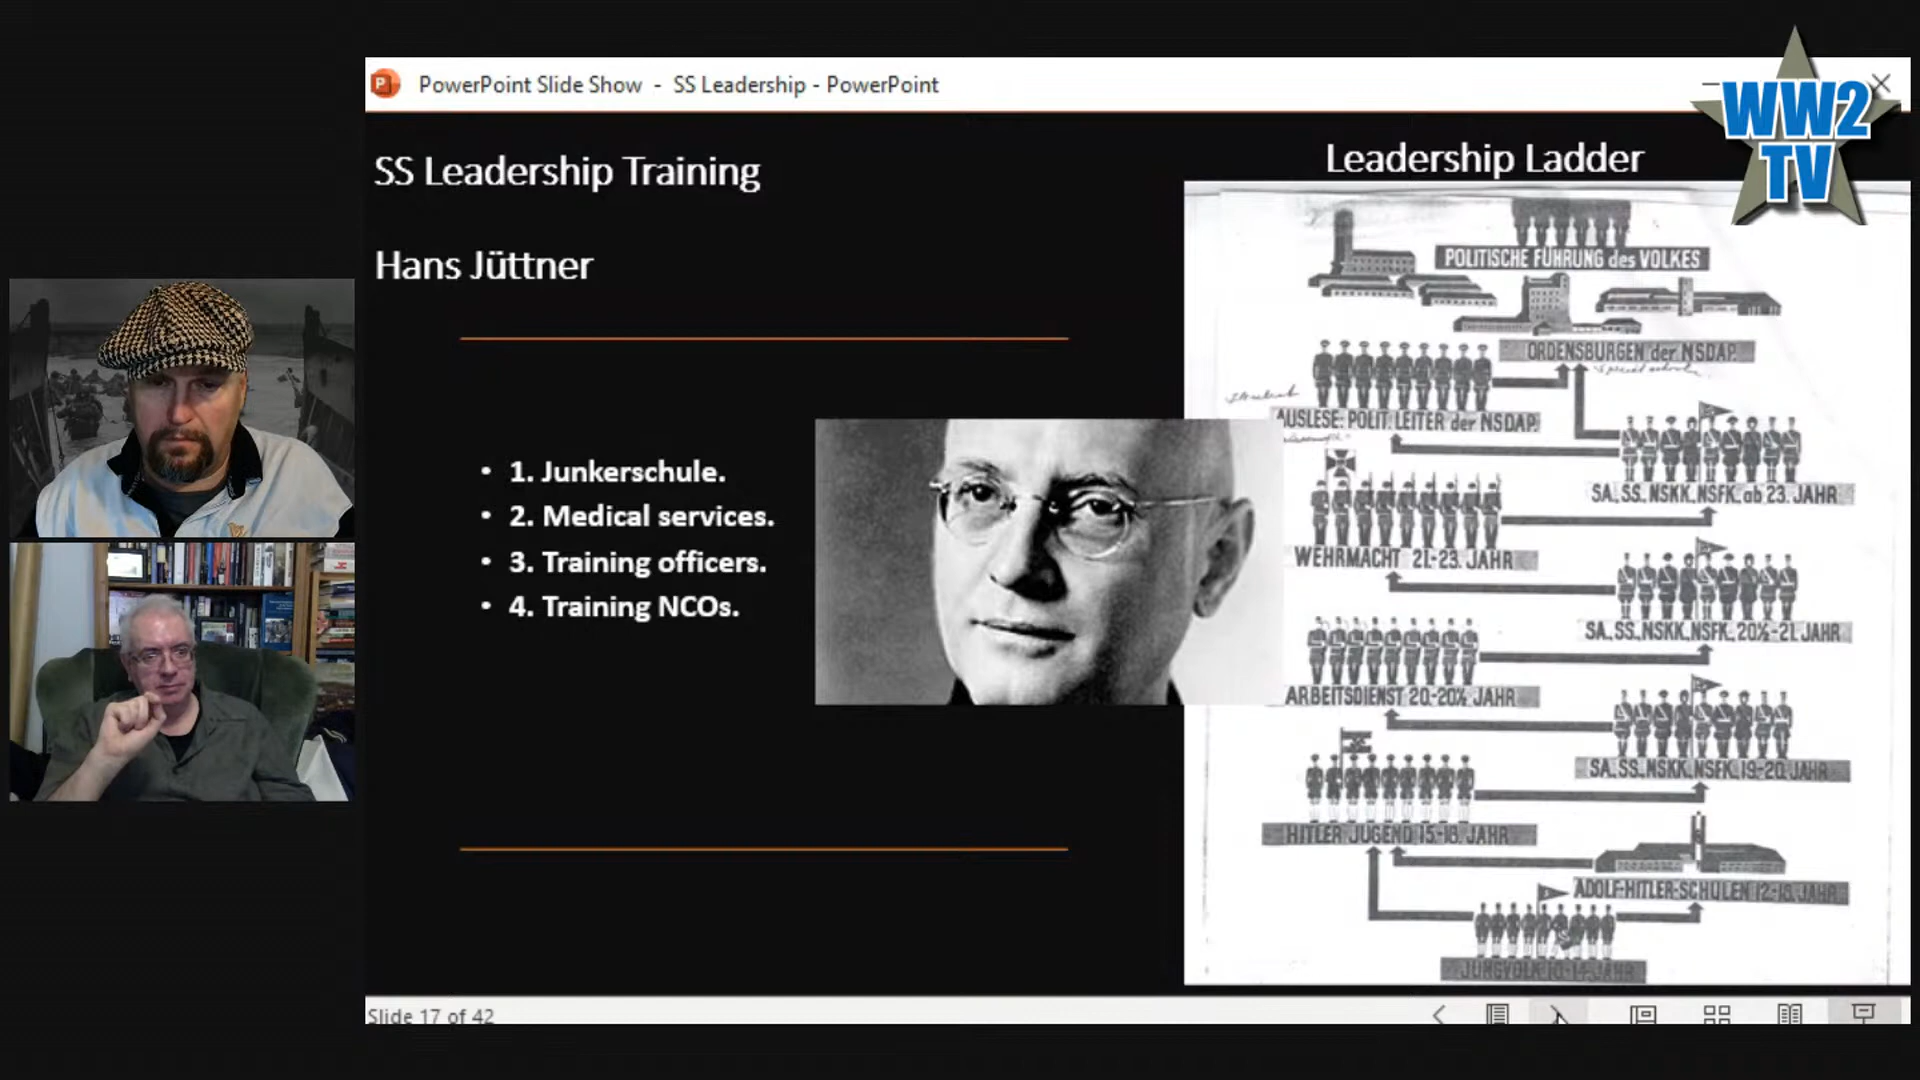 PowerPoint Slide Show - SS Leadership - PowerPoint
WW2
TV
SS Leadership Training
Hans Jüttner
• 1. Junkerschule.
• 2. Medical services.
• 3. Training officers.
• 4. Training NCOs.
Leadership Ladder
POLITISCHE FÜHRUNG des VOLKES
ORDENSBURGEN der NSDAP.
AUSLESE: POLIT. LEITER der NSDAP.
SA., SS., NSKK., NSFK. ab 23. JAHR
WEHRMACHT 21-23. JAHR
SA., SS., NSKK., NSFK. 20½-21. JAHR
ARBEITSDIENST 20-20½ JAHR
SA., SS., NSKK., NSFK. 19-20. JAHR
HITLER JUGEND 15-18. JAHR
ADOLF-HITLER-SCHULEN 12-18. JAHR
JUNGVOLK 10-14. JAHR
Slide 17 of 42